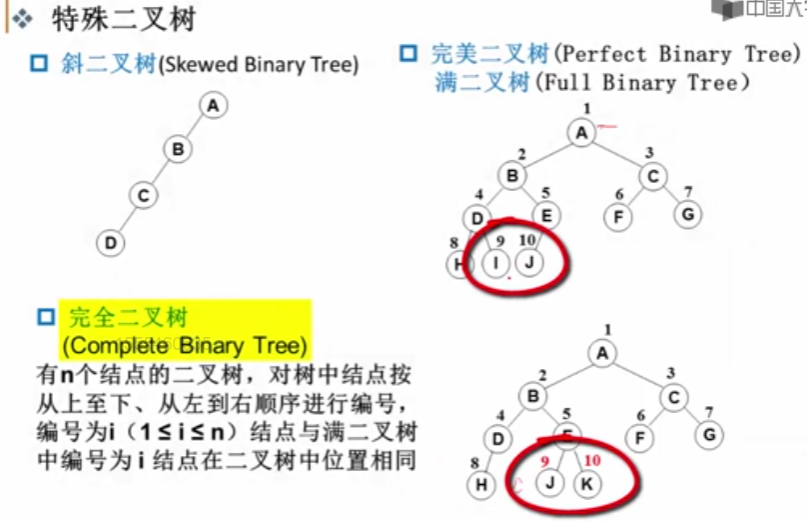 特殊二叉树
中国大
斜二叉树(Skewed Binary Tree)
完美二叉树(Perfect Binary Tree)
满二叉树(Full Binary Tree)
A
B
C
D
1
A
2
3
B
C
4
5
6
7
D
E
F
G
8
9
10
H
I
J
完全二叉树
(Complete Binary Tree)
有n个结点的二叉树，对树中结点按
从上至下、从左到右顺序进行编号，
编号为i（1≤i≤n）结点与满二叉树
中编号为 i 结点在二叉树中位置相同
1
A
2
3
B
C
4
5
6
7
D
E
F
G
8
9
10
H
J
K